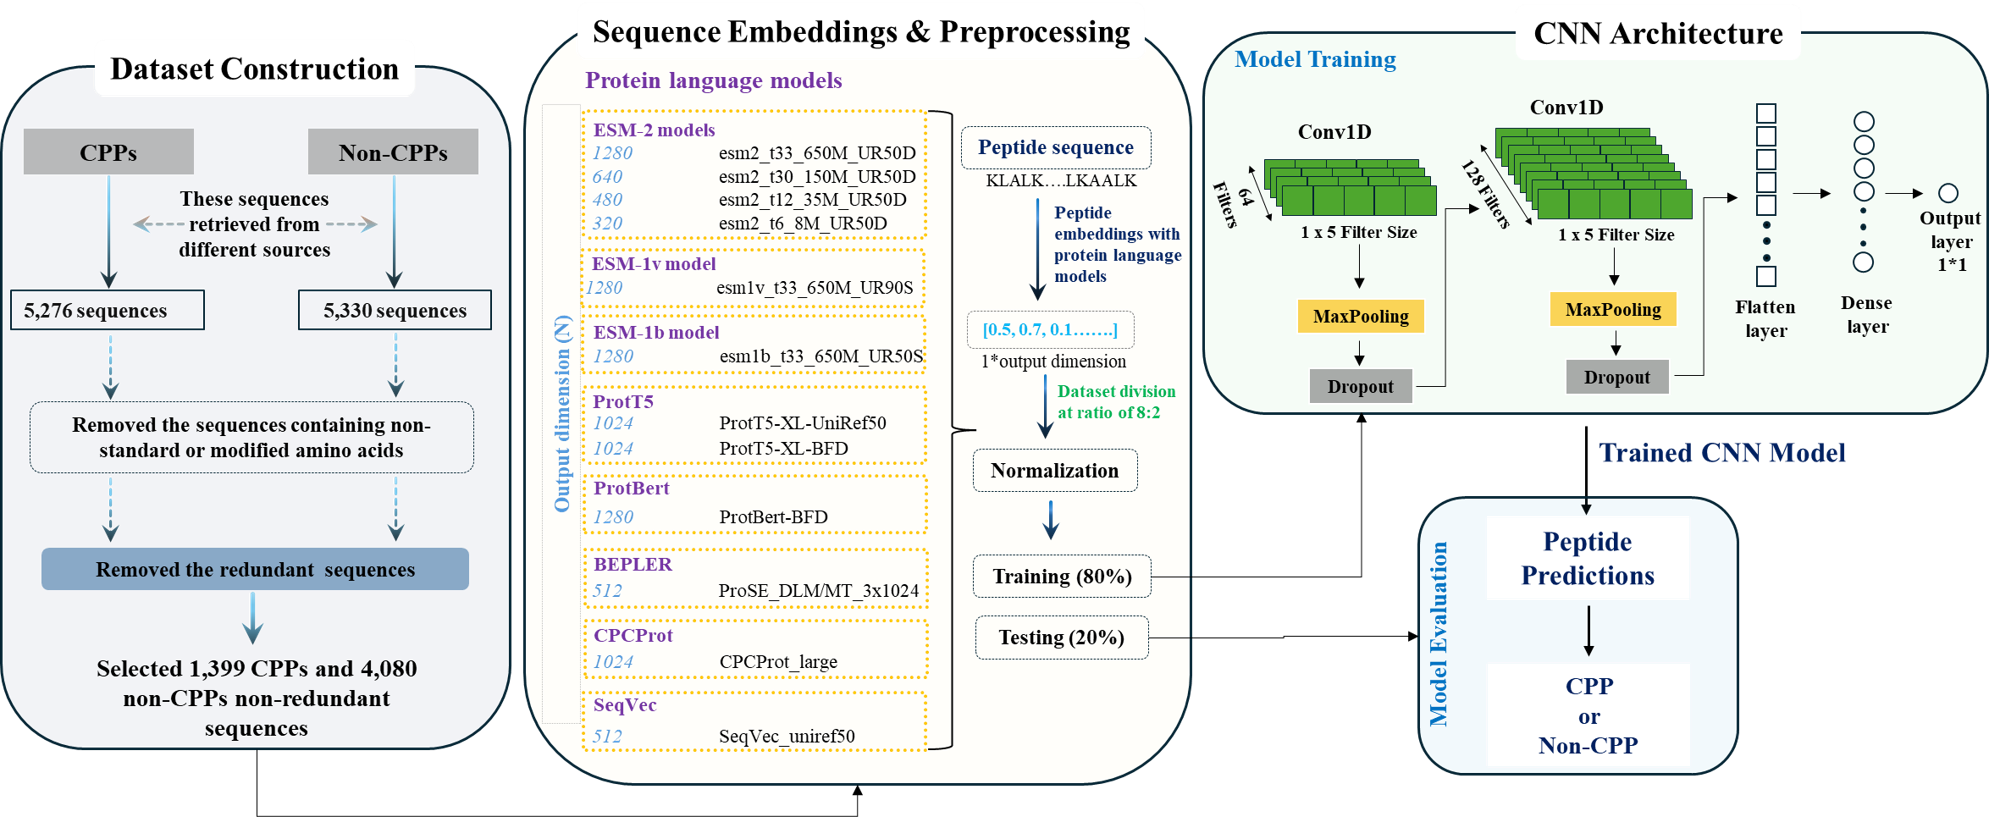 Dataset Construction
CPPs
Non-CPPs
These sequences
retrieved from
different sources
5,276 sequences
5,330 sequences
Removed the sequences containing non-
standard or modified amino acids
Removed the redundant sequences
Selected 1,399 CPPs and 4,080
non-CPPs non-redundant
sequences
Sequence Embeddings & Preprocessing
Protein language models
Output dimension (N)
ESM-2 models
1280 esm2_t33_650M_UR50D
640 esm2_t30_150M_UR50D
480 esm2_t12_35M_UR50D
320 esm2_t6_8M_UR50D
ESM-1v model
1280 esm1v_t33_650M_UR90S
ESM-1b model
1280 esm1b_t33_650M_UR50S
ProtT5
1024 ProtT5-XL-UniRef50
1024 ProtT5-XL-BFD
ProtBert
1280 ProtBert-BFD
BEPLER
512 ProSE_DLM/MT_3x1024
CPCProt
1024 CPCProt_large
SeqVec
512 SeqVec_uniref50
Peptide sequence
KLALK....LKAALK
Peptide
embeddings with
protein language
models
[0.5, 0.7, 0.1.......]
1*output dimension
Dataset division
at ratio of 8:2
Normalization
Training (80%)
Testing (20%)
CNN Architecture
Model Training
Conv1D
64
Filters
1 x 5 Filter Size
MaxPooling
Dropout
Conv1D
128 Filters
1 x 5 Filter Size
MaxPooling
Dropout
Flatten
layer
Dense
layer
Output
layer
1*1
Trained CNN Model
Model Evaluation
Peptide
Predictions
CPP
or
Non-CPP